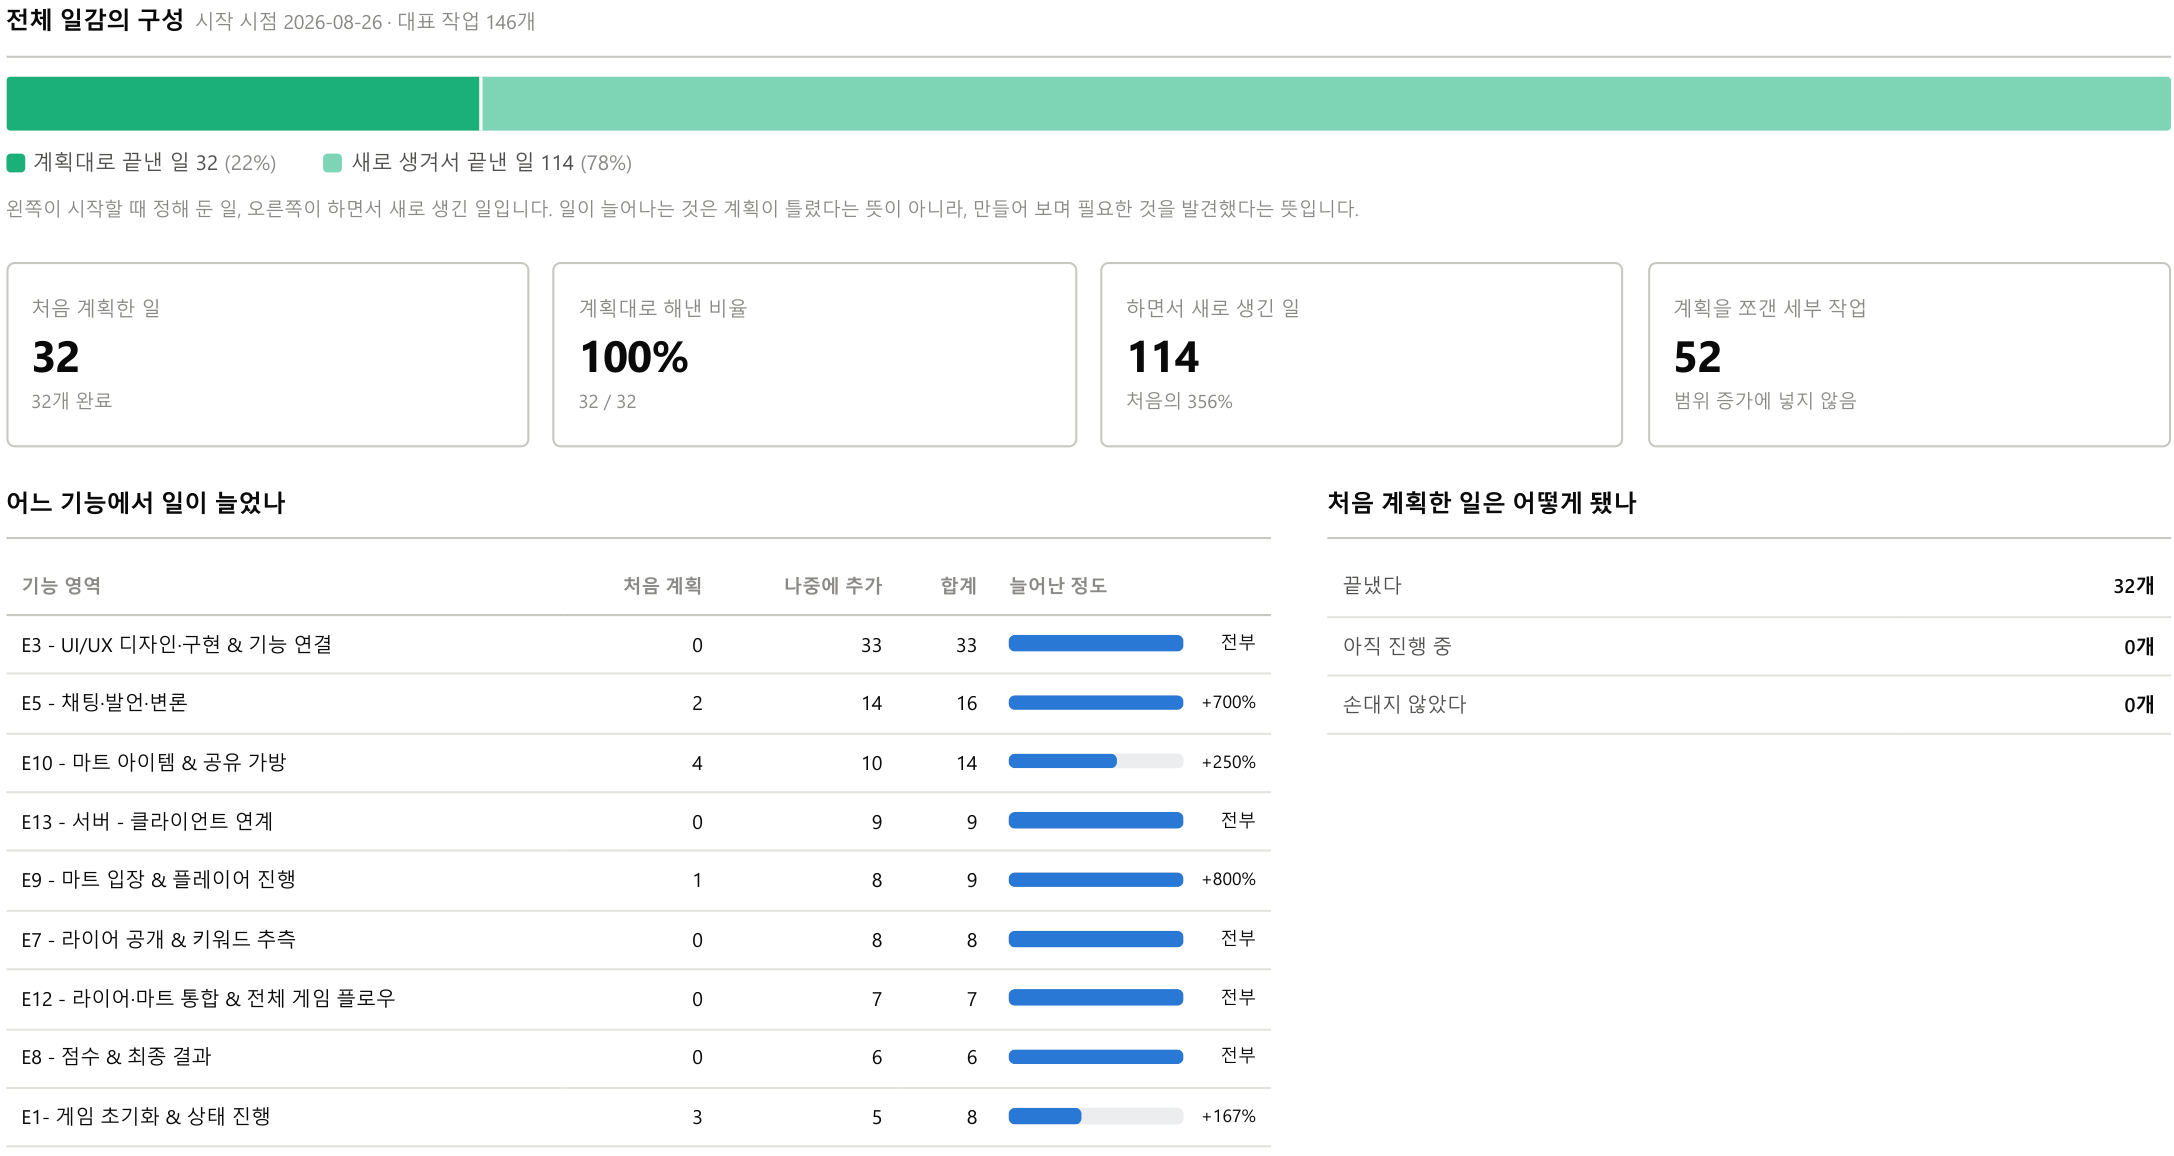 전체 일감의 구성 시작 시점 2026-08-26 · 대표 작업 146개
계획대로 끝낸 일 32 (22%) 새로 생겨서 끝낸 일 114 (78%)
왼쪽이 시작할 때 정해 둔 일, 오른쪽이 하면서 새로 생긴 일입니다. 일이 늘어나는 것은 계획이 틀렸다는 뜻이 아니라, 만들어 보며 필요한 것을 발견했다는 뜻입니다.
처음 계획한 일
32
32개 완료
계획대로 해낸 비율
100%
32 / 32
하면서 새로 생긴 일
114
처음의 356%
계획을 쪼갠 세부 작업
52
범위 증가에 넣지 않음
어느 기능에서 일이 늘었나
기능 영역 처음 계획 나중에 추가 합계 늘어난 정도
E3 - UI/UX 디자인·구현 & 기능 연결 0 33 33 전부
E5 - 채팅·발언·변론 2 14 16 +700%
E10 - 마트 아이템 & 공유 가방 4 10 14 +250%
E13 - 서버 - 클라이언트 연계 0 9 9 전부
E9 - 마트 입장 & 플레이어 진행 1 8 9 +800%
E7 - 라이어 공개 & 키워드 추측 0 8 8 전부
E12 - 라이어·마트 통합 & 전체 게임 플로우 0 7 7 전부
E8 - 점수 & 최종 결과 0 6 6 전부
E1- 게임 초기화 & 상태 진행 3 5 8 +167%
처음 계획한 일은 어떻게 됐나
끝냈다 32개
아직 진행 중 0개
손대지 않았다 0개